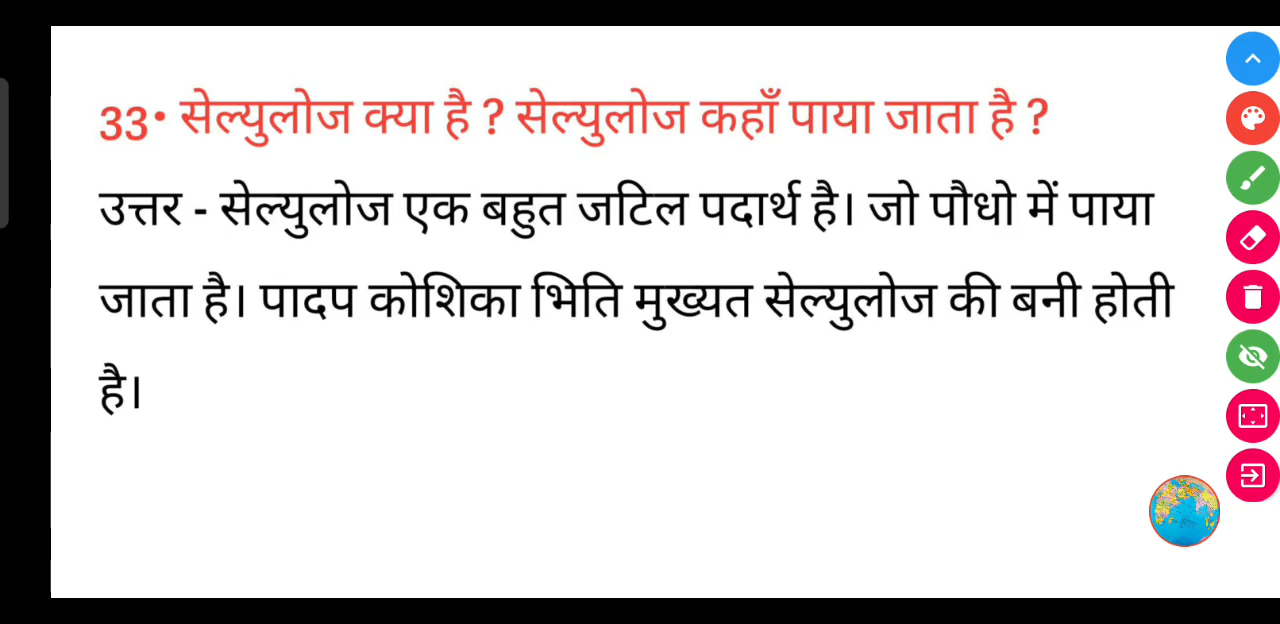 33• सेल्युलोज क्या है ? सेल्युलोज कहाँ पाया जाता है ?
उत्तर - सेल्युलोज एक बहुत जटिल पदार्थ है। जो पौधो में पाया
जाता है। पादप कोशिका भिति मुख्यत सेल्युलोज की बनी होती
है।